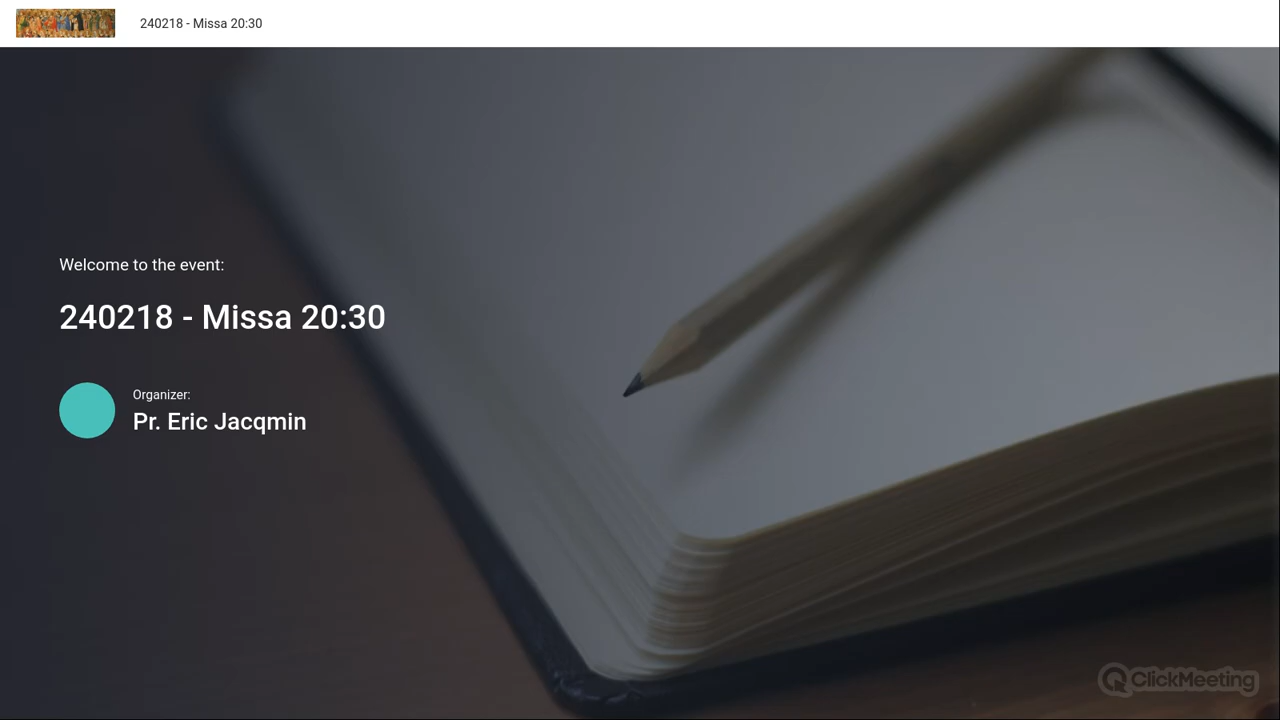 240218 - Missa 20:30
Welcome to the event:
240218 - Missa 20:30
Organizer:
Pr. Eric Jacqmin
ClickMeeting